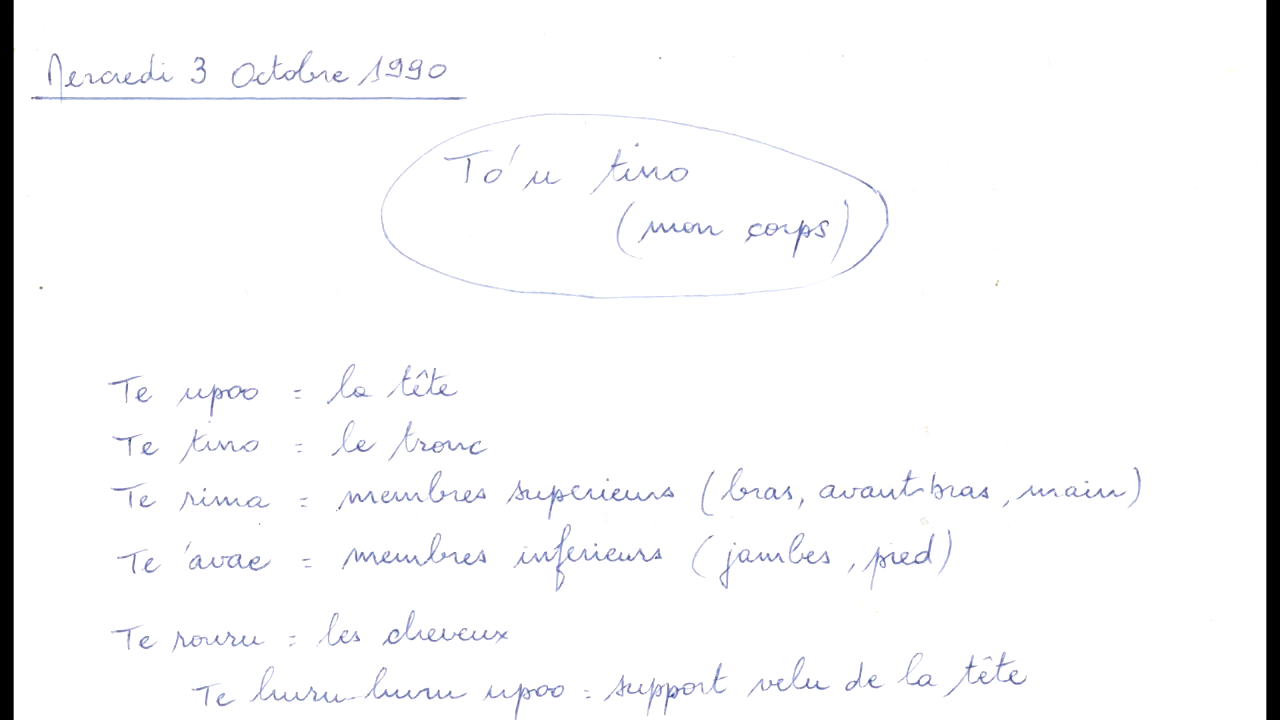 Mercredi 3 Octobre 1990
To'u tino
(mon corps)
Te upoo = la tête
Te tino = le tronc
Te rima = membres superieurs (bras, avant-bras, main)
Te 'avae = membres inferieurs (jambes, pied)
Te rouru = les cheveux
Te huru-huru upoo = support velu de la tête